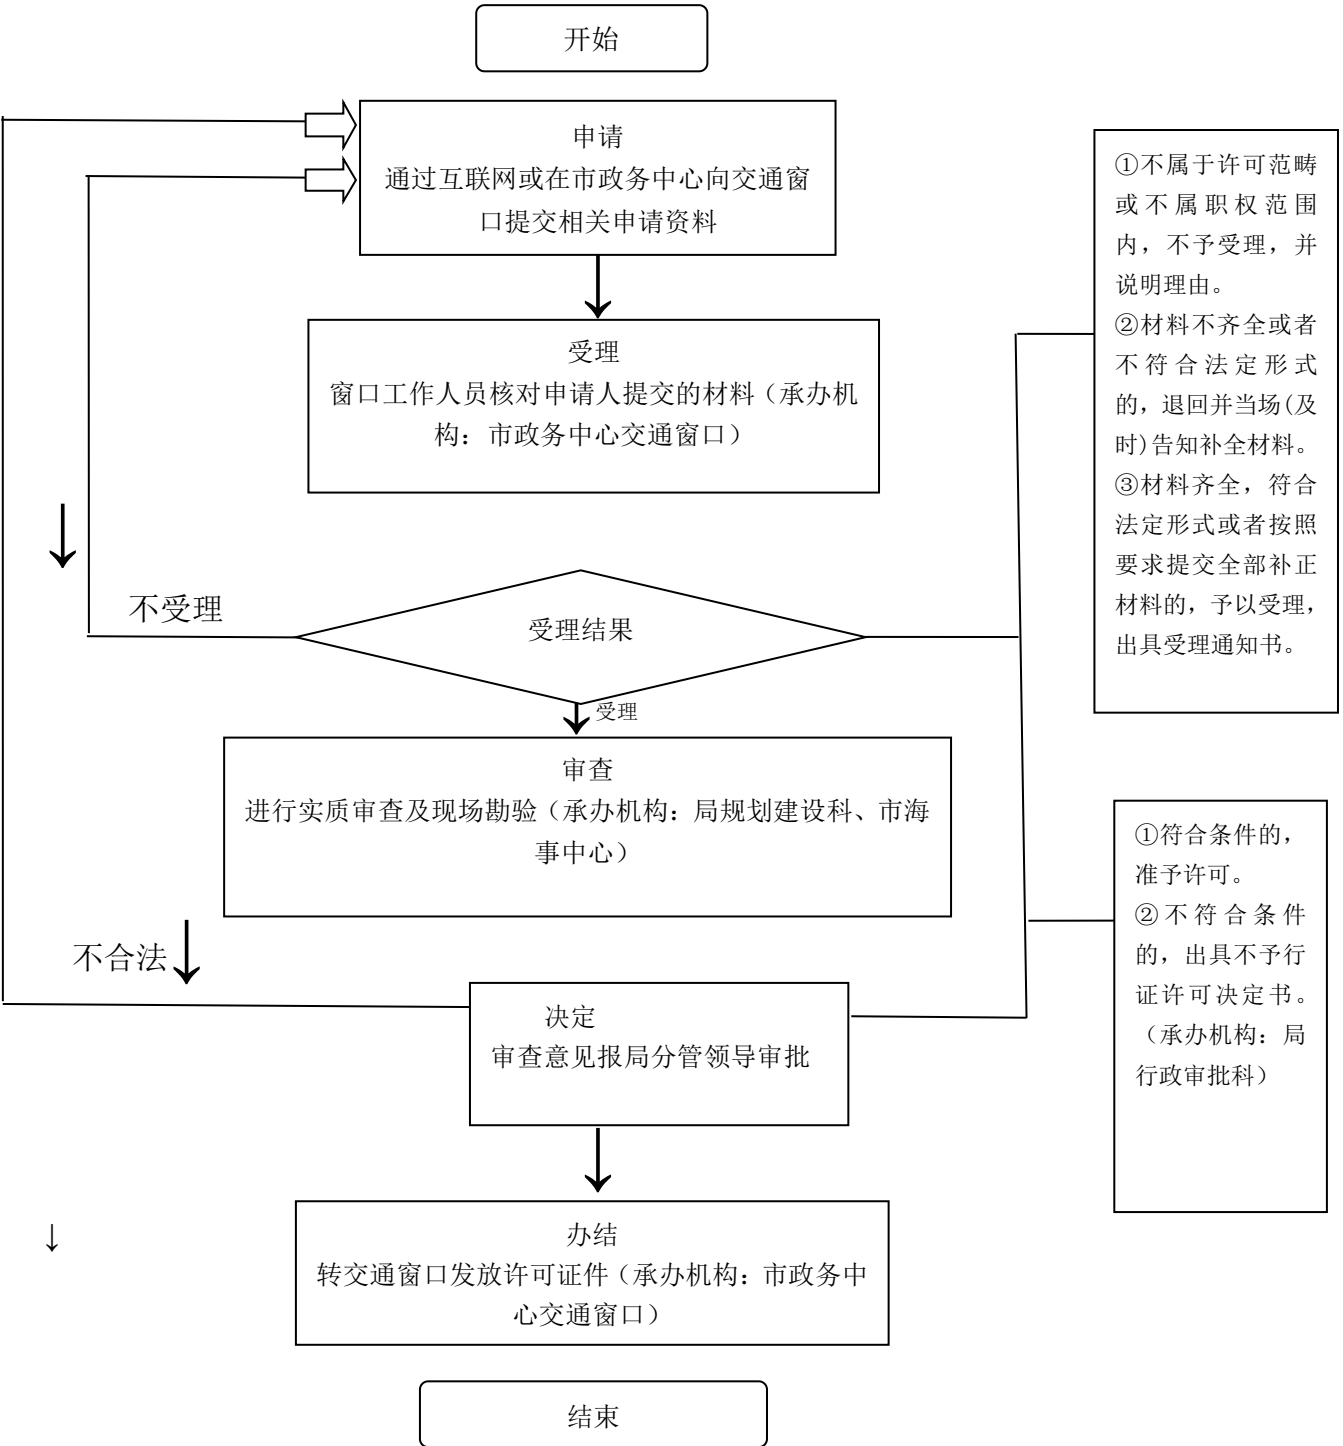 开始
申请
通过互联网或在市政务中心向交通窗
口提交相关申请资料
受理
窗口工作人员核对申请人提交的材料（承办机
构：市政务中心交通窗口）
不受理
受理结果
受理
审查
进行实质审查及现场勘验（承办机构：局规划建设科、市海
事中心）
不合法
决定
审查意见报局分管领导审批
办结
转交通窗口发放许可证件（承办机构：市政务中
心交通窗口）
结束
①不属于许可范畴
或不属职权范围
内，不予受理，并
说明理由。
②材料不齐全或者
不符合法定形式
的，退回并当场(及
时)告知补全材料。
③材料齐全，符合
法定形式或者按照
要求提交全部补正
材料的，予以受理，
出具受理通知书。
①符合条件的，
准予许可。
②不符合条件
的，出具不予行
证许可决定书。
（承办机构：局
行政审批科）